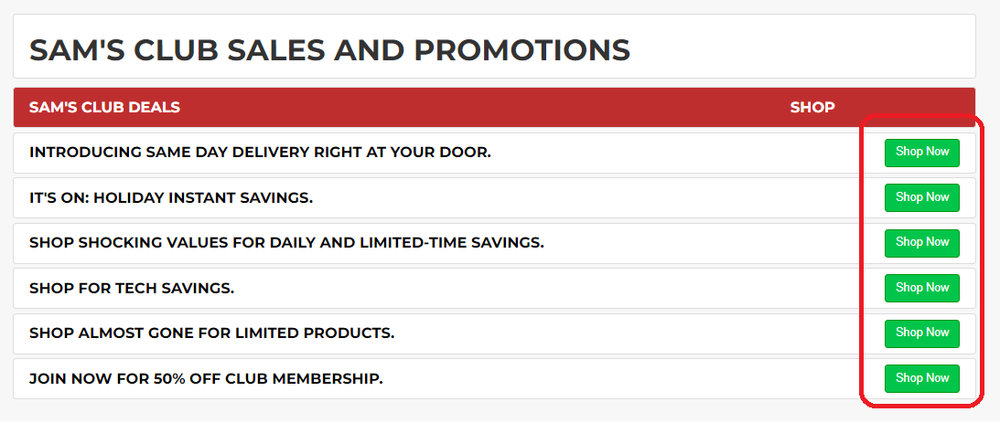 SAM'S CLUB SALES AND PROMOTIONS
SAM'S CLUB DEALS SHOP
INTRODUCING SAME DAY DELIVERY RIGHT AT YOUR DOOR. Shop Now
IT'S ON: HOLIDAY INSTANT SAVINGS. Shop Now
SHOP SHOCKING VALUES FOR DAILY AND LIMITED-TIME SAVINGS. Shop Now
SHOP FOR TECH SAVINGS. Shop Now
SHOP ALMOST GONE FOR LIMITED PRODUCTS. Shop Now
JOIN NOW FOR 50% OFF CLUB MEMBERSHIP. Shop Now